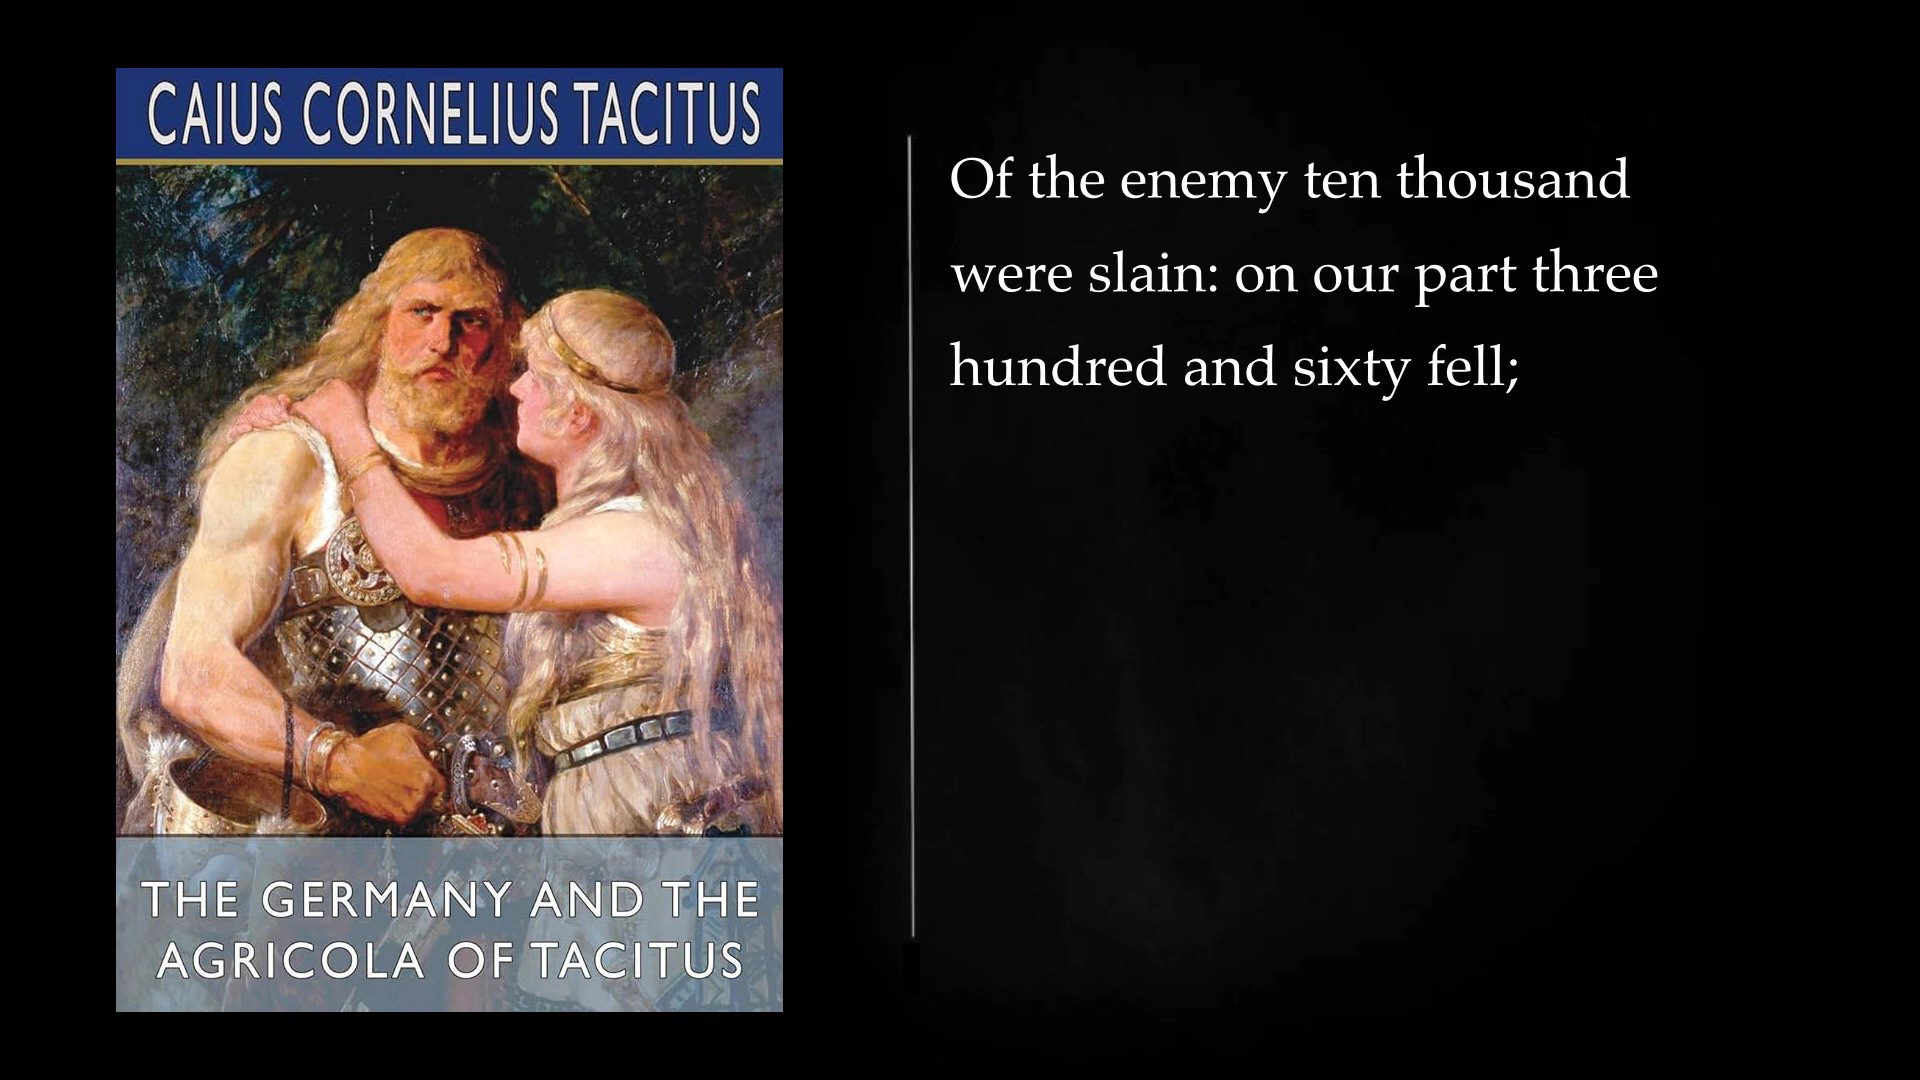 CAIUS CORNELIUS TACITUS
THE GERMANY AND THE
AGRICOLA OF TACITUS
Of the enemy ten thousand
were slain: on our part three
hundred and sixty fell;